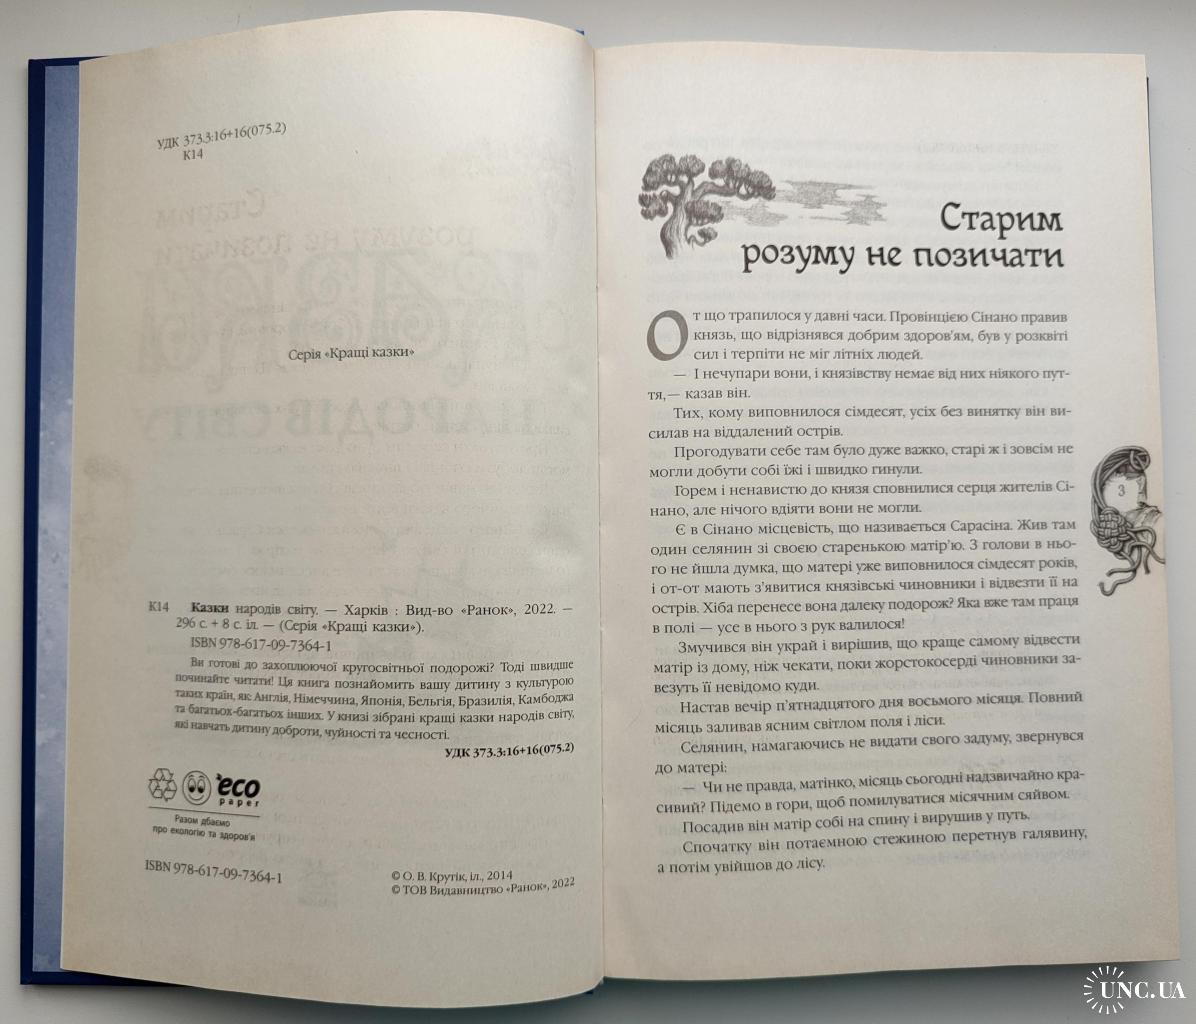 УДК 373.3:16+16(075.2)
К14
Серія «Кращі казки»
К14 Казки народів світу. — Харків : Вид-во «Ранок», 2022. —
296 с. + 8 с. іл. — (Серія «Кращі казки»).
ISBN 978-617-09-7364-1
Ви готові до захоплюючої кругосвітньої подорожі? Тоді швидше
починайте читати! Ця книга познайомить вашу дитину з культурою
таких країн, як: Англія, Німеччина, Японія, Бельгія, Бразилія, Камбоджа
та багатьох-багатьох інших. У книзі зібрані кращі казки народів світу,
які навчать дитину доброти, чуйності та чесності.
УДК 373.3:16+16(075.2)
eco
paper
Разом дбаємо
про екологію та здоров'я
ISBN 978-617-09-7364-1
© О. В. Крутік, іл., 2014
© ТОВ Видавництво «Ранок», 2022
Старим
розуму не позичати
От що трапилося у давні часи. Провінцією Сінано правив
князь, що відрізнявся добрим здоров'ям, був у розквіті
сил і терпіти не міг літніх людей.
— І нечупари вони, і князівству немає від них ніякого пут-
тя,— казав він.
Тих, кому виповнилося сімдесят, усіх без винятку він ви-
силав на віддалений острів.
Прогодувати себе там було дуже важко, старі ж і зовсім не
могли добути собі їжі і швидко гинули.
Горем і ненавистю до князя сповнилися серця жителів Сі-
нано, але нічого вдіяти вони не могли.
Є в Сінано місцевість, що називається Сарасіна. Жив там
один селянин зі своєю старенькою матір'ю. З голови в ньо-
го не йшла думка, що матері уже виповнилося сімдесят років,
і от-от мають з'явитися князівські чиновники і відвезти її на
острів. Хіба перенесе вона далеку подорож? Яка вже там праця
в полі — усе в нього з рук валилося!
Змучився він украй і вирішив, що краще самому відвести
матір із дому, ніж чекати, поки жорстокосерді чиновники за-
везуть її невідомо куди.
Настав вечір п'ятнадцятого дня восьмого місяця. Повний
місяць заливав ясним світлом поля і ліси.
Селянин, намагаючись не видати свого задуму, звернувся
до матері:
— Чи не правда, матінко, місяць сьогодні надзвичайно кра-
сивий? Підемо в гори, щоб помилуватися місячним сяйвом.
Посадив він матір собі на спину і вирушив у путь.
Спочатку він потаємною стежиною перетнув галявину,
а потім увійшов до лісу.
3
UNC.UA